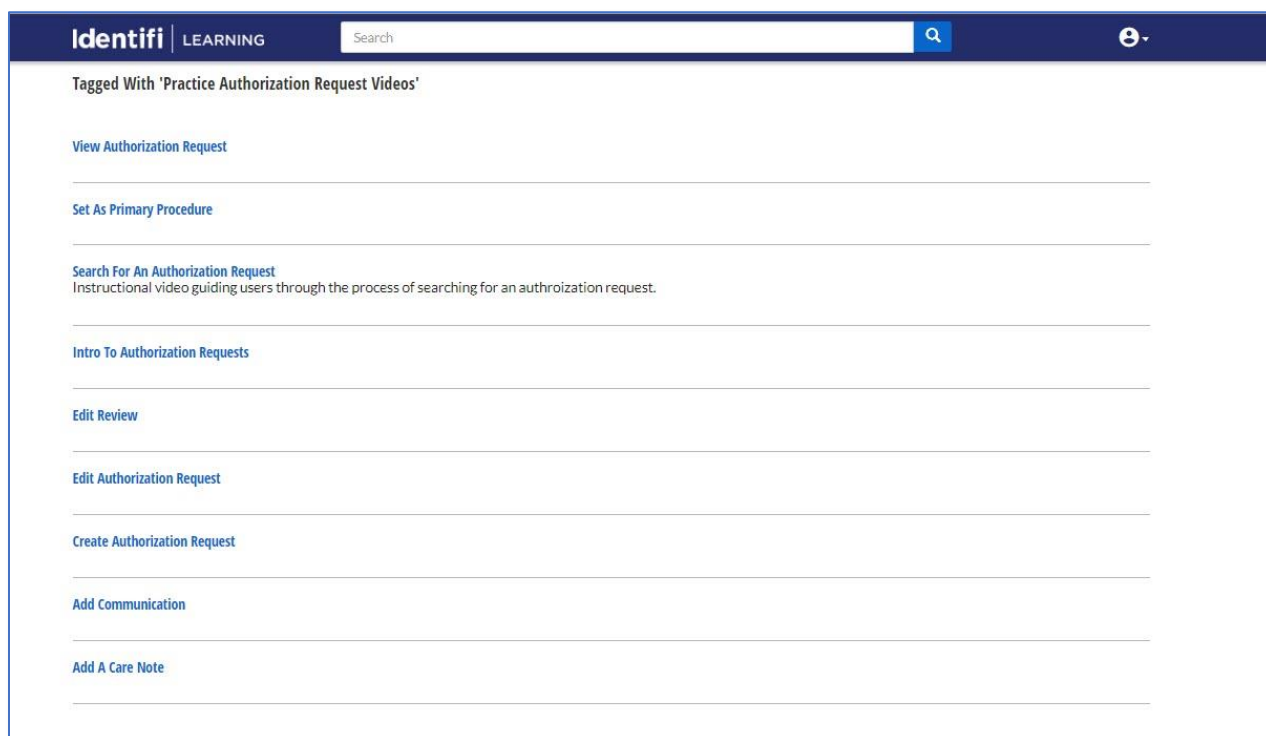 Identifi | LEARNING
Search
Tagged With 'Practice Authorization Request Videos'
View Authorization Request
Set As Primary Procedure
Search For An Authorization Request
Instructional video guiding users through the process of searching for an authroization request.
Intro To Authorization Requests
Edit Review
Edit Authorization Request
Create Authorization Request
Add Communication
Add A Care Note